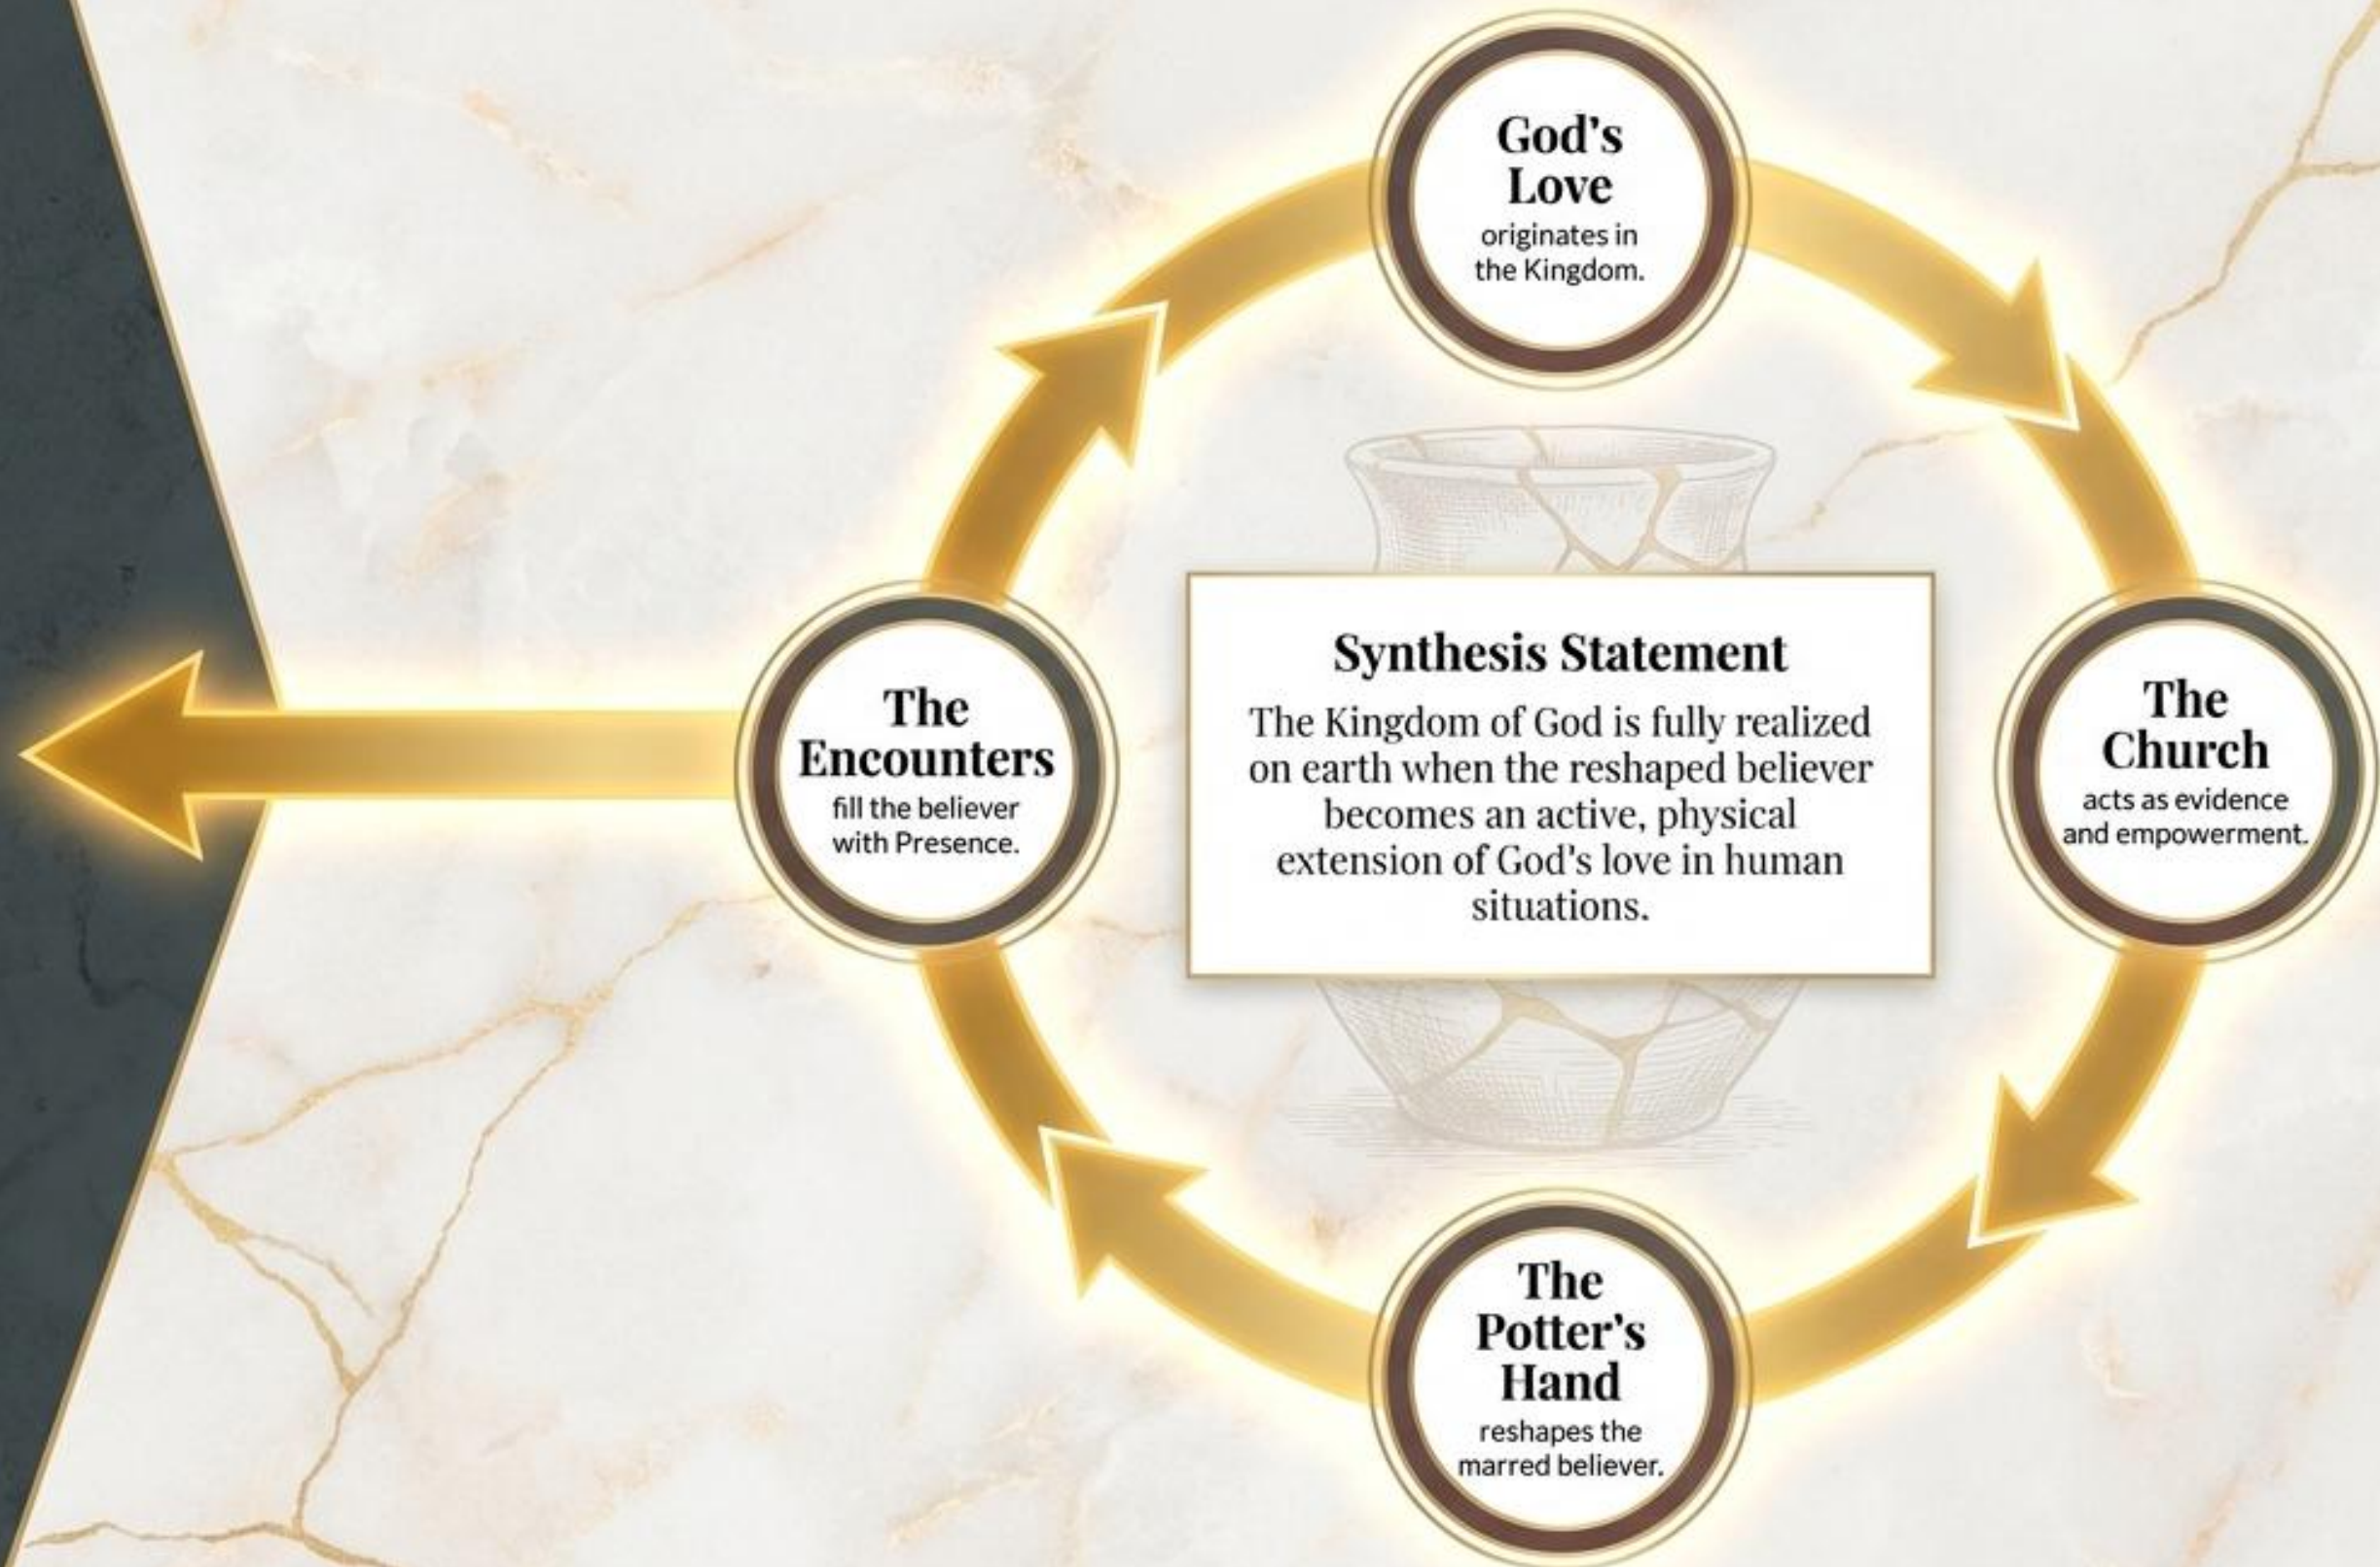 God's
Love
originates in
the Kingdom.
The
Church
acts as evidence
and empowerment.
The
Potter's
Hand
reshapes the
marred believer.
The
Encounters
fill the believer
with Presence.
Synthesis Statement
The Kingdom of God is fully realized
on earth when the reshaped believer
becomes an active, physical
extension of God's love in human
situations.